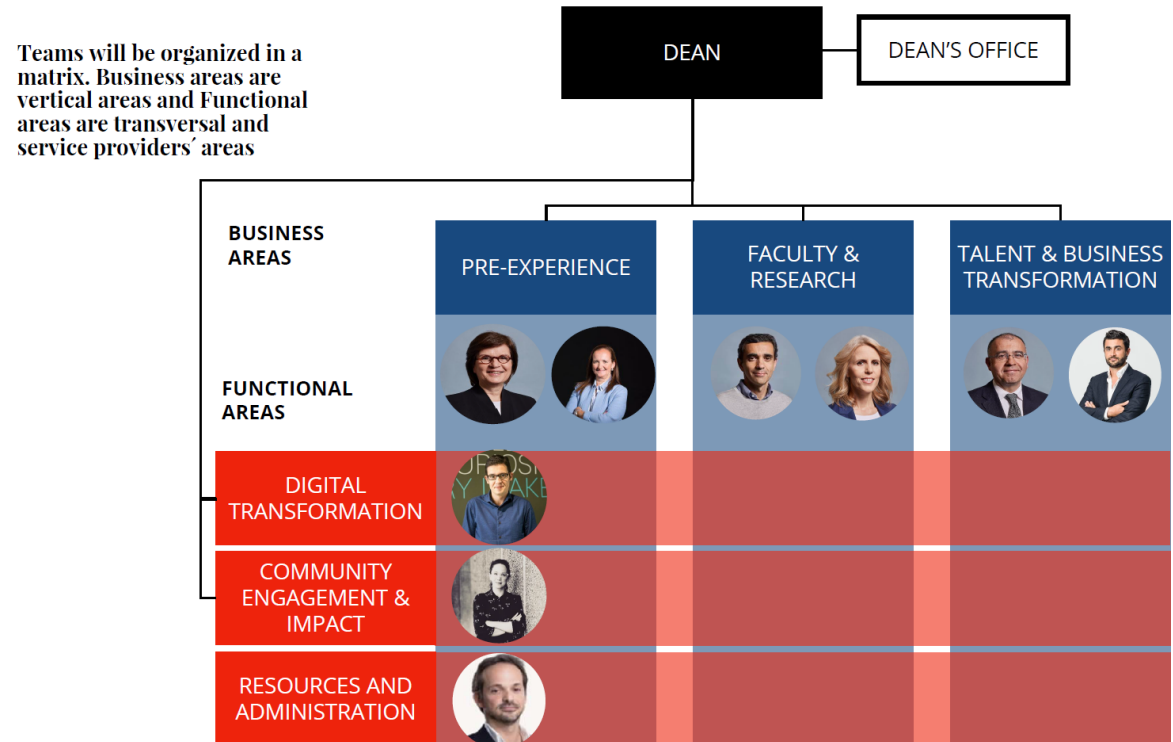 Teams will be organized in a
matrix. Business areas are
vertical areas and Functional
areas are transversal and
service providers´ areas
DEAN
DEAN’S OFFICE
BUSINESS
AREAS
PRE-EXPERIENCE
FACULTY &
RESEARCH
TALENT & BUSINESS
TRANSFORMATION
FUNCTIONAL
AREAS
DIGITAL
TRANSFORMATION
COMMUNITY
ENGAGEMENT &
IMPACT
RESOURCES AND
ADMINISTRATION